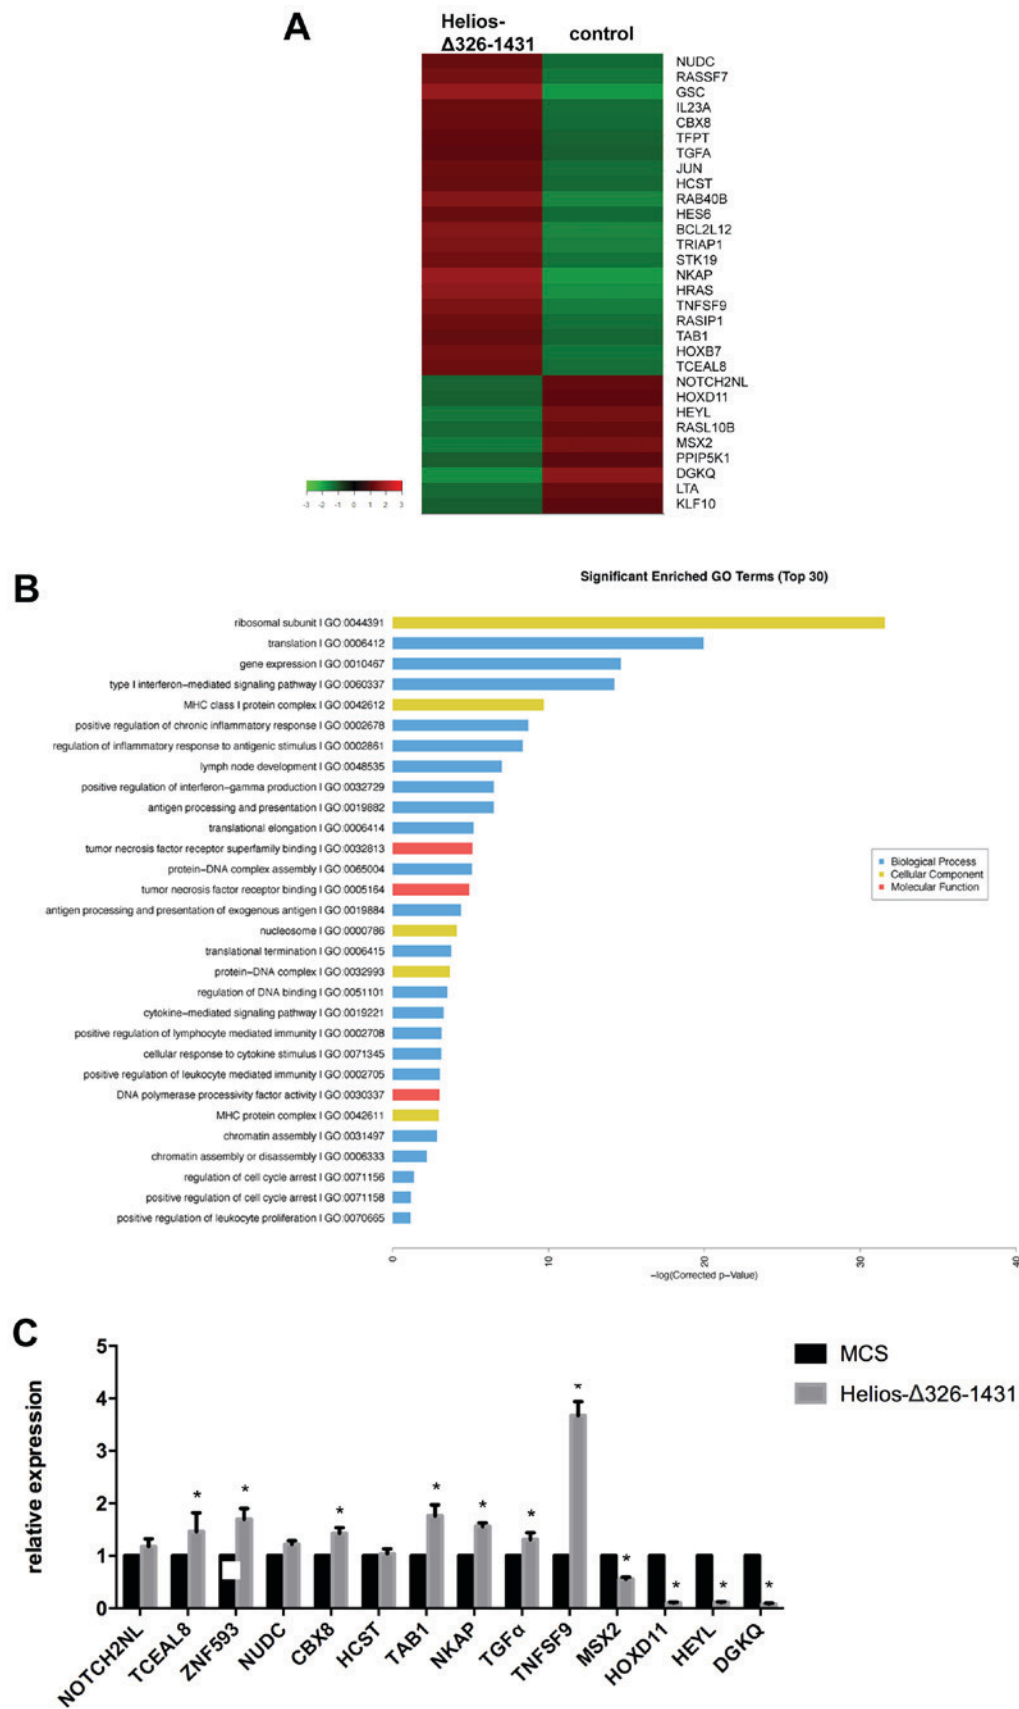 A
Helios-
Δ326-1431
control
NUDC
RASSF7
GSC
IL23A
CBX8
TFPT
TGFA
JUN
HCST
RAB40B
HES6
BCL2L12
TRIAP1
STK19
NKAP
HRAS
TNFSF9
RASIP1
TAB1
HOXB7
TCEAL8
NOTCH2NL
HOXD11
HEYL
RASL10B
MSX2
PPIP5K1
DGKQ
LTA
KLF10
-3 -2 -1 0 1 2 3
B
Significant Enriched GO Terms (Top 30)
ribosomal subunit I GO:0044391
translation I GO:0006412
gene expression I GO:0010467
type I interferon-mediated signaling pathway I GO:0060337
MHC class I protein complex I GO:0042612
positive regulation of chronic inflammatory response I GO:0002678
regulation of inflammatory response to antigenic stimulus I GO:0002861
lymph node development I GO:0048535
positive regulation of interferon-gamma production I GO:0032729
antigen processing and presentation I GO:0019882
translational elongation I GO:0006414
tumor necrosis factor receptor superfamily binding I GO:0032813
protein-DNA complex assembly I GO:0065004
tumor necrosis factor receptor binding I GO:0005164
antigen processing and presentation of exogenous antigen I GO:0019884
nucleosome I GO:0000786
translational termination I GO:0006415
protein-DNA complex I GO:0032993
regulation of DNA binding I GO:0051101
cytokine-mediated signaling pathway I GO:0019221
positive regulation of lymphocyte mediated immunity I GO:0002708
cellular response to cytokine stimulus I GO:0071345
positive regulation of leukocyte mediated immunity I GO:0002705
DNA polymerase processivity factor activity I GO:0030337
MHC protein complex I GO:0042611
chromatin assembly I GO:0031497
chromatin assembly or disassembly I GO:0006333
regulation of cell cycle arrest I GO:0071156
positive regulation of cell cycle arrest I GO:0071158
positive regulation of leukocyte proliferation I GO:0070665
Biological Process
Cellular Component
Molecular Function
0 10 20 30 40
-log(Corrected p-Value)
C
relative expression
5
4
3
2
1
0
MCS
Helios-Δ326-1431
* * * * * * * * * * *
NOTCH2NL
TCEAL8
ZNF593
NUDC
CBX8
HCST
TAB1
NKAP
TGFα
TNFSF9
MSX2
HOXD11
HEYL
DGKQ